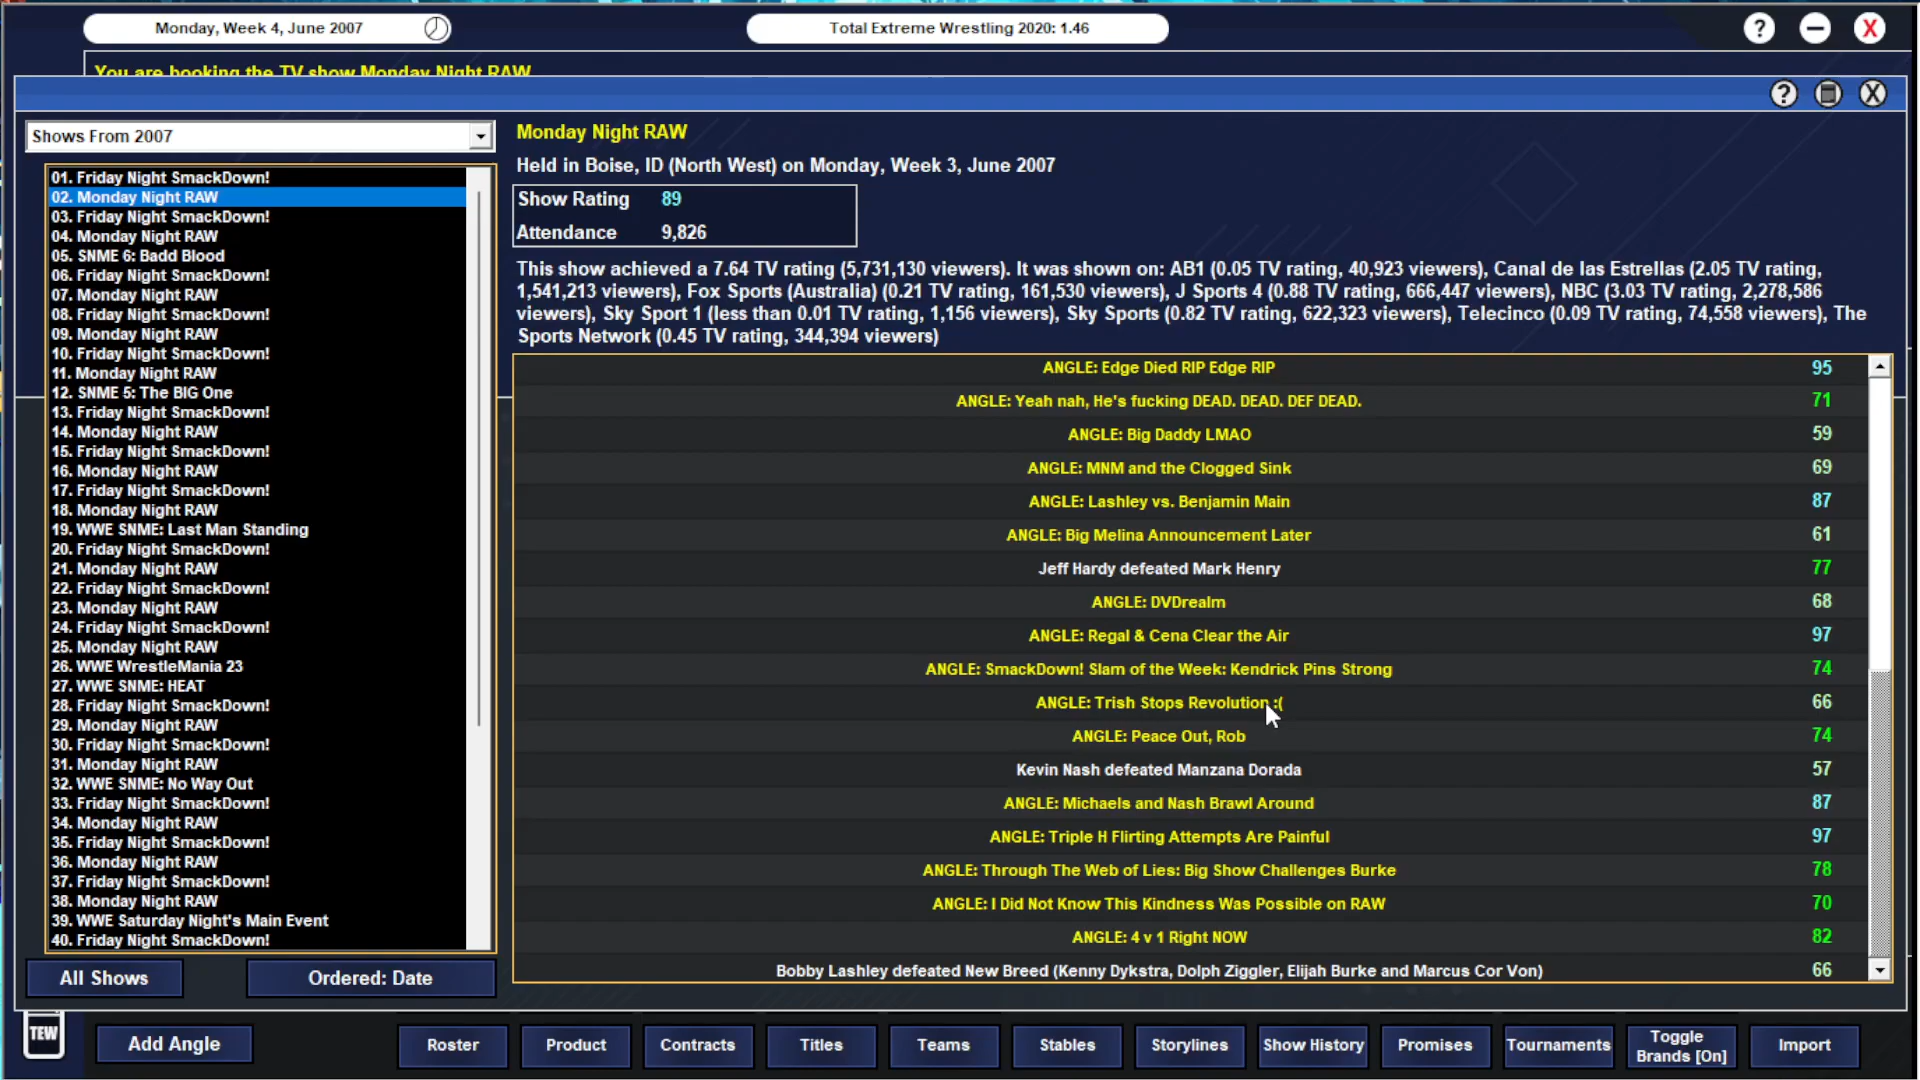 Monday, Week 4, June 2007
Total Extreme Wrestling 2020: 1.46
? – X
You are booking the TV show Monday Night RAW
? X
Shows From 2007
01. Friday Night SmackDown!
02. Monday Night RAW
03. Friday Night SmackDown!
04. Monday Night RAW
05. SNME 6: Badd Blood
06. Friday Night SmackDown!
07. Monday Night RAW
08. Friday Night SmackDown!
09. Monday Night RAW
10. Friday Night SmackDown!
11. Monday Night RAW
12. SNME 5: The BIG One
13. Friday Night SmackDown!
14. Monday Night RAW
15. Friday Night SmackDown!
16. Monday Night RAW
17. Friday Night SmackDown!
18. Monday Night RAW
19. WWE SNME: Last Man Standing
20. Friday Night SmackDown!
21. Monday Night RAW
22. Friday Night SmackDown!
23. Monday Night RAW
24. Friday Night SmackDown!
25. Monday Night RAW
26. WWE WrestleMania 23
27. WWE SNME: HEAT
28. Friday Night SmackDown!
29. Monday Night RAW
30. Friday Night SmackDown!
31. Monday Night RAW
32. WWE SNME: No Way Out
33. Friday Night SmackDown!
34. Monday Night RAW
35. Friday Night SmackDown!
36. Monday Night RAW
37. Friday Night SmackDown!
38. Monday Night RAW
39. WWE Saturday Night's Main Event
40. Friday Night SmackDown!
All Shows
Ordered: Date
Monday Night RAW
Held in Boise, ID (North West) on Monday, Week 3, June 2007
Show Rating 89
Attendance 9,826
This show achieved a 7.64 TV rating (5,731,130 viewers). It was shown on: AB1 (0.05 TV rating, 40,923 viewers), Canal de las Estrellas (2.05 TV rating,
1,541,213 viewers), Fox Sports (Australia) (0.21 TV rating, 161,530 viewers), J Sports 4 (0.88 TV rating, 666,447 viewers), NBC (3.03 TV rating, 2,278,586
viewers), Sky Sport 1 (less than 0.01 TV rating, 1,156 viewers), Sky Sports (0.82 TV rating, 622,323 viewers), Telecinco (0.09 TV rating, 74,558 viewers), The
Sports Network (0.45 TV rating, 344,394 viewers)
ANGLE: Edge Died RIP Edge RIP 95
ANGLE: Yeah nah, He's fucking DEAD. DEAD. DEF DEAD. 71
ANGLE: Big Daddy LMAO 59
ANGLE: MNM and the Clogged Sink 69
ANGLE: Lashley vs. Benjamin Main 87
ANGLE: Big Melina Announcement Later 61
Jeff Hardy defeated Mark Henry 77
ANGLE: DVDrealm 68
ANGLE: Regal & Cena Clear the Air 97
ANGLE: SmackDown! Slam of the Week: Kendrick Pins Strong 74
ANGLE: Trish Stops Revolution :( 66
ANGLE: Peace Out, Rob 74
Kevin Nash defeated Manzana Dorada 57
ANGLE: Michaels and Nash Brawl Around 87
ANGLE: Triple H Flirting Attempts Are Painful 97
ANGLE: Through The Web of Lies: Big Show Challenges Burke 78
ANGLE: I Did Not Know This Kindness Was Possible on RAW 70
ANGLE: 4 v 1 Right NOW 82
Bobby Lashley defeated New Breed (Kenny Dykstra, Dolph Ziggler, Elijah Burke and Marcus Cor Von) 66
TEW
Add Angle
Roster
Product
Contracts
Titles
Teams
Stables
Storylines
Show History
Promises
Tournaments
Toggle
Brands [On]
Import